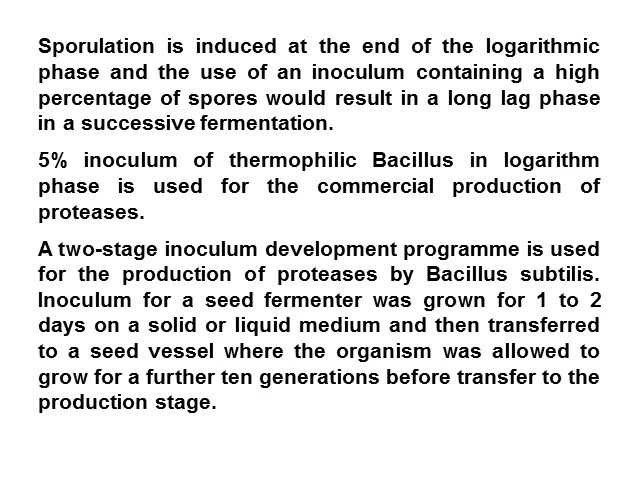 Sporulation is induced at the end of the logarithmic
phase and the use of an inoculum containing a high
percentage of spores would result in a long lag phase
in a successive fermentation.
5% inoculum of thermophilic Bacillus in logarithm
phase is used for the commercial production of
proteases.
A two-stage inoculum development programme is used
for the production of proteases by Bacillus subtilis.
Inoculum for a seed fermenter was grown for 1 to 2
days on a solid or liquid medium and then transferred
to a seed vessel where the organism was allowed to
grow for a further ten generations before transfer to the
production stage.